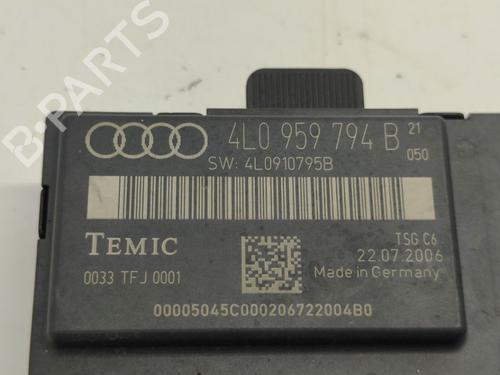 B-PARTS
4L0 959 794 B 21
050
SW: 4L0910795B
TEMIC
TSG C6
0033 TFJ 0001
22.07.2006
Made in Germany
00005045C000206722004B0